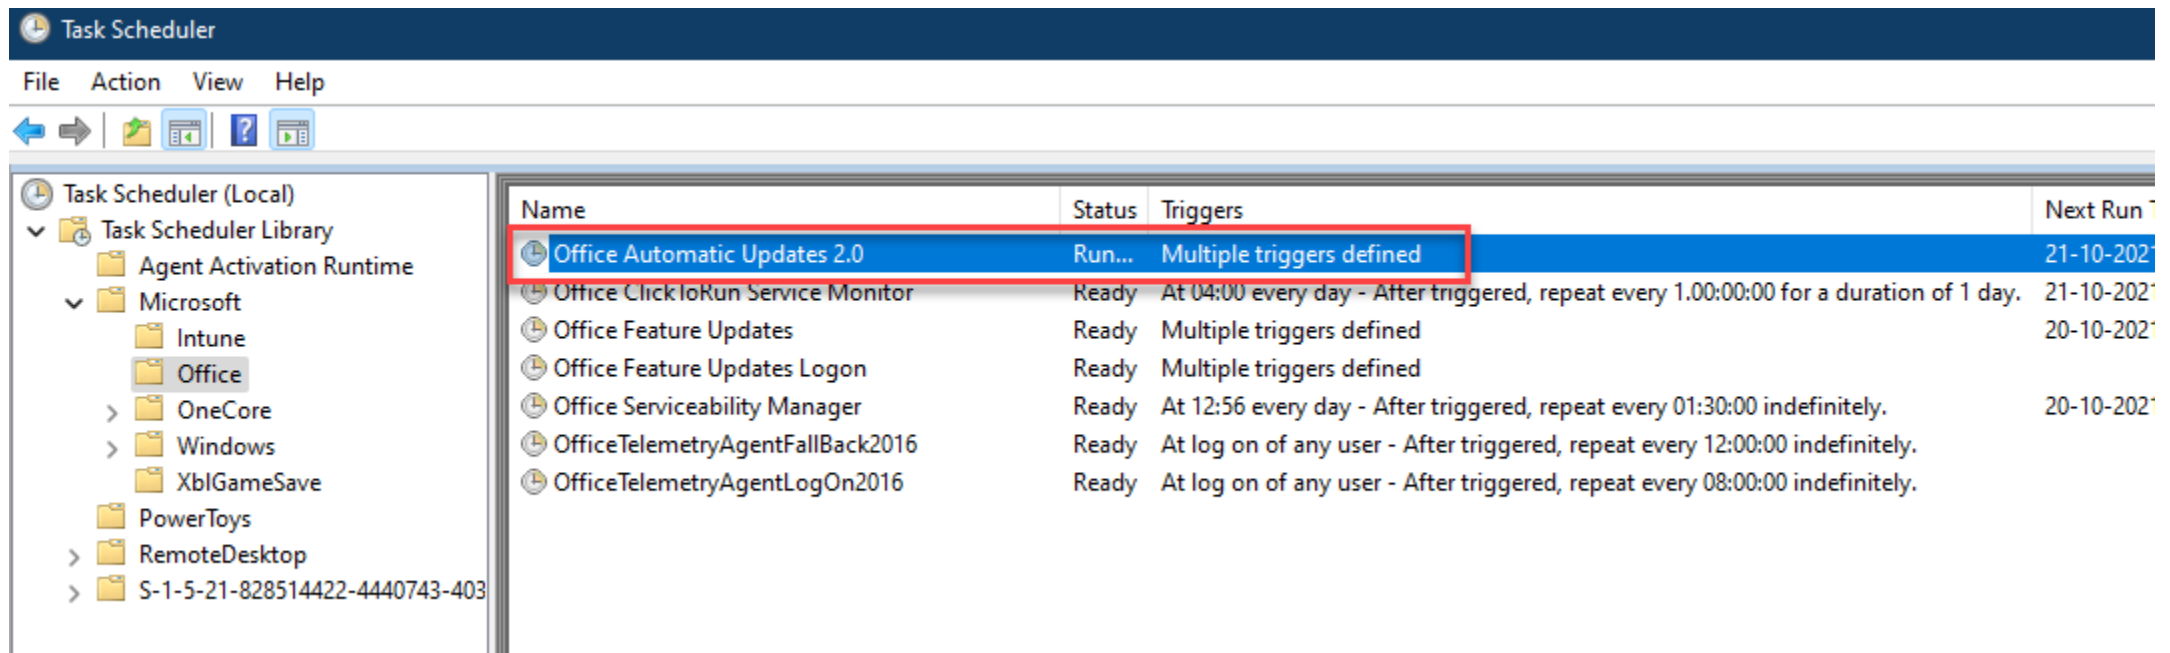 Task Scheduler
File Action View Help
Task Scheduler (Local)
Task Scheduler Library
Agent Activation Runtime
Microsoft
Intune
Office
OneCore
Windows
XblGameSave
PowerToys
RemoteDesktop
S-1-5-21-828514422-4440743-403
Name Status Triggers Next Run
Office Automatic Updates 2.0 Run... Multiple triggers defined 21-10-2021
Office ClickToRun Service Monitor Ready At 04:00 every day - After triggered, repeat every 1.00:00:00 for a duration of 1 day. 21-10-2021
Office Feature Updates Ready Multiple triggers defined 20-10-2021
Office Feature Updates Logon Ready Multiple triggers defined
Office Serviceability Manager Ready At 12:56 every day - After triggered, repeat every 01:30:00 indefinitely. 20-10-2021
OfficeTelemetryAgentFallBack2016 Ready At log on of any user - After triggered, repeat every 12:00:00 indefinitely.
OfficeTelemetryAgentLogOn2016 Ready At log on of any user - After triggered, repeat every 08:00:00 indefinitely.